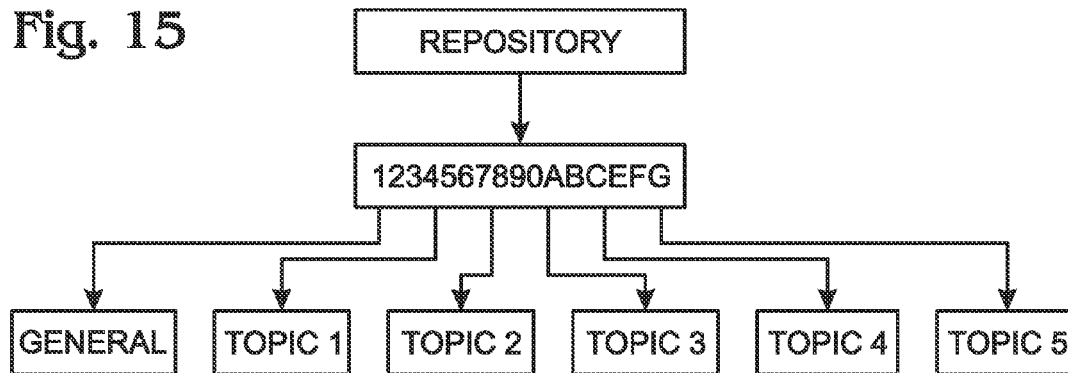 Fig. 15
REPOSITORY
1234567890ABCEFG
GENERAL
TOPIC 1
TOPIC 2
TOPIC 3
TOPIC 4
TOPIC 5